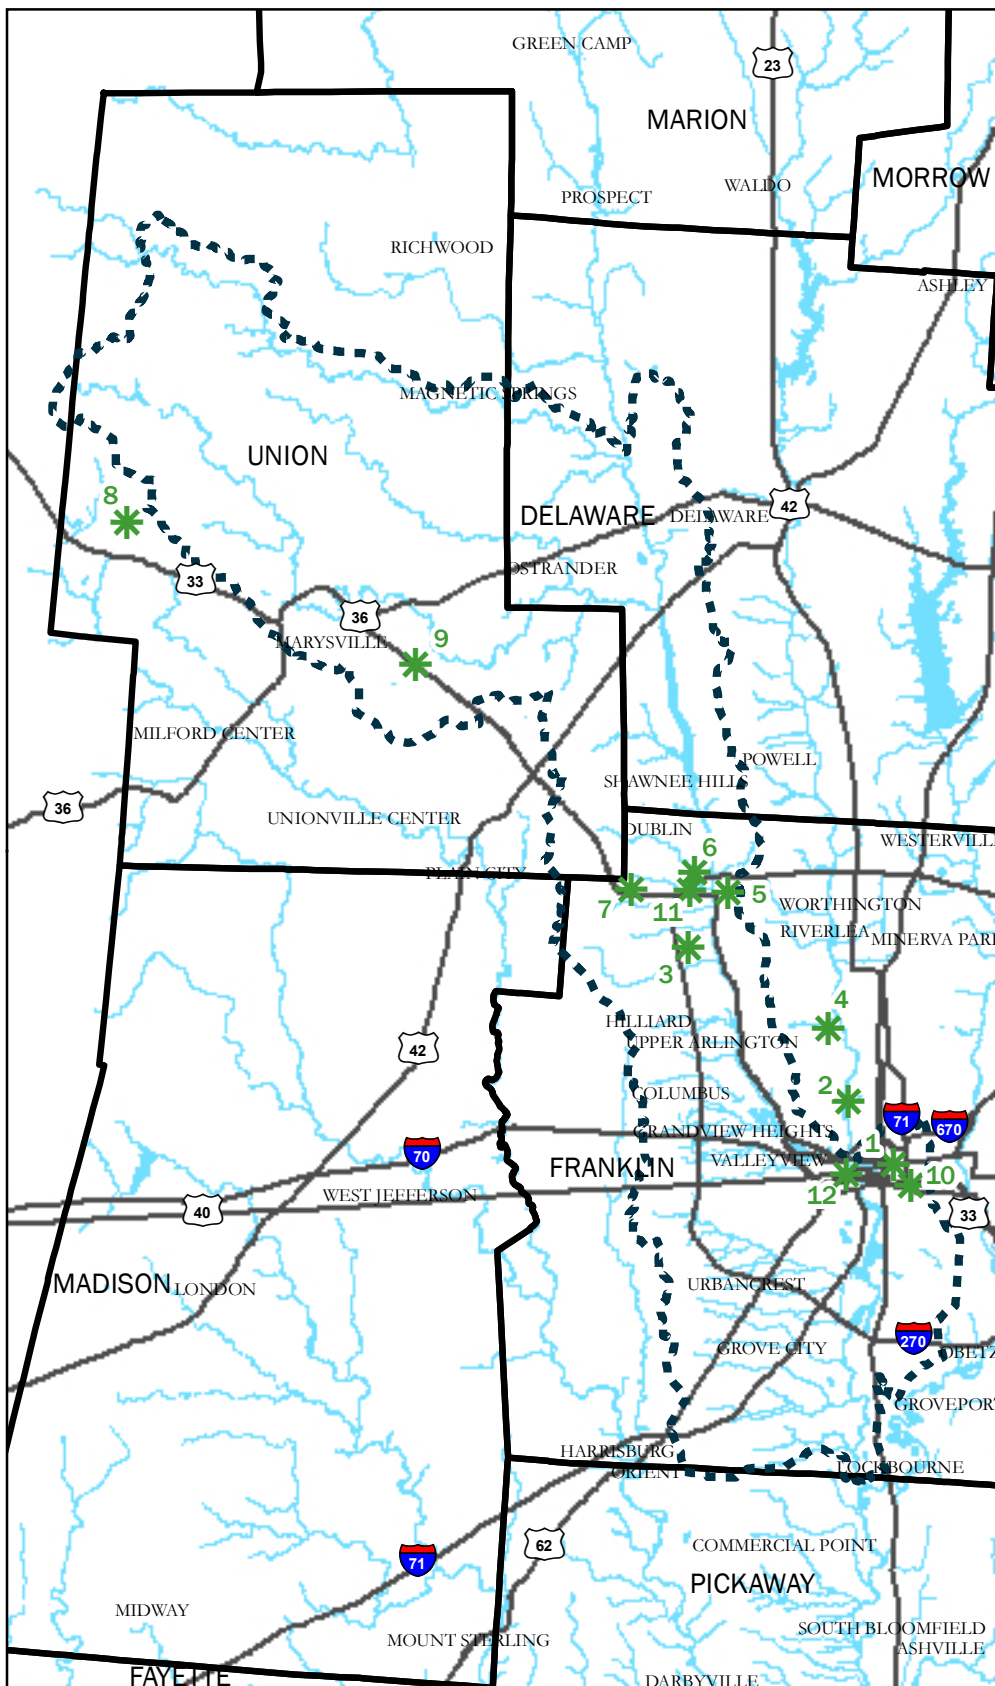 GREEN CAMP
23
MARION
MORROW
WALDO
PROSPECT
RICHWOOD
ASHLEY
MAGNETIC SPRINGS
UNION
8
42
DELAWARE
DELAWARE
OSTRANDER
33
36
MARYSVILLE
9
MILFORD CENTER
POWELL
SHAWNEE HILLS
36
UNIONVILLE CENTER
DUBLIN
WESTERVILLE
6
PLAIN CITY
7
11
5
WORTHINGTON
RIVERLEA
MINERVA PARK
3
4
HILLIARD
UPPER ARLINGTON
42
2
COLUMBUS
71
670
GRANDVIEW HEIGHTS
1
70
VALLEYVIEW
FRANKLIN
10
WEST JEFFERSON
12
40
33
MADISON
LONDON
URBANCREST
270
GROVE CITY
OBETZ
GROVEPORT
HARRISBURG
LOCKBOURNE
ORIENT
62
COMMERCIAL POINT
71
PICKAWAY
MIDWAY
SOUTH BLOOMFIELD
MOUNT STERLING
ASHVILLE
FAYETTE
DARBYVILLE